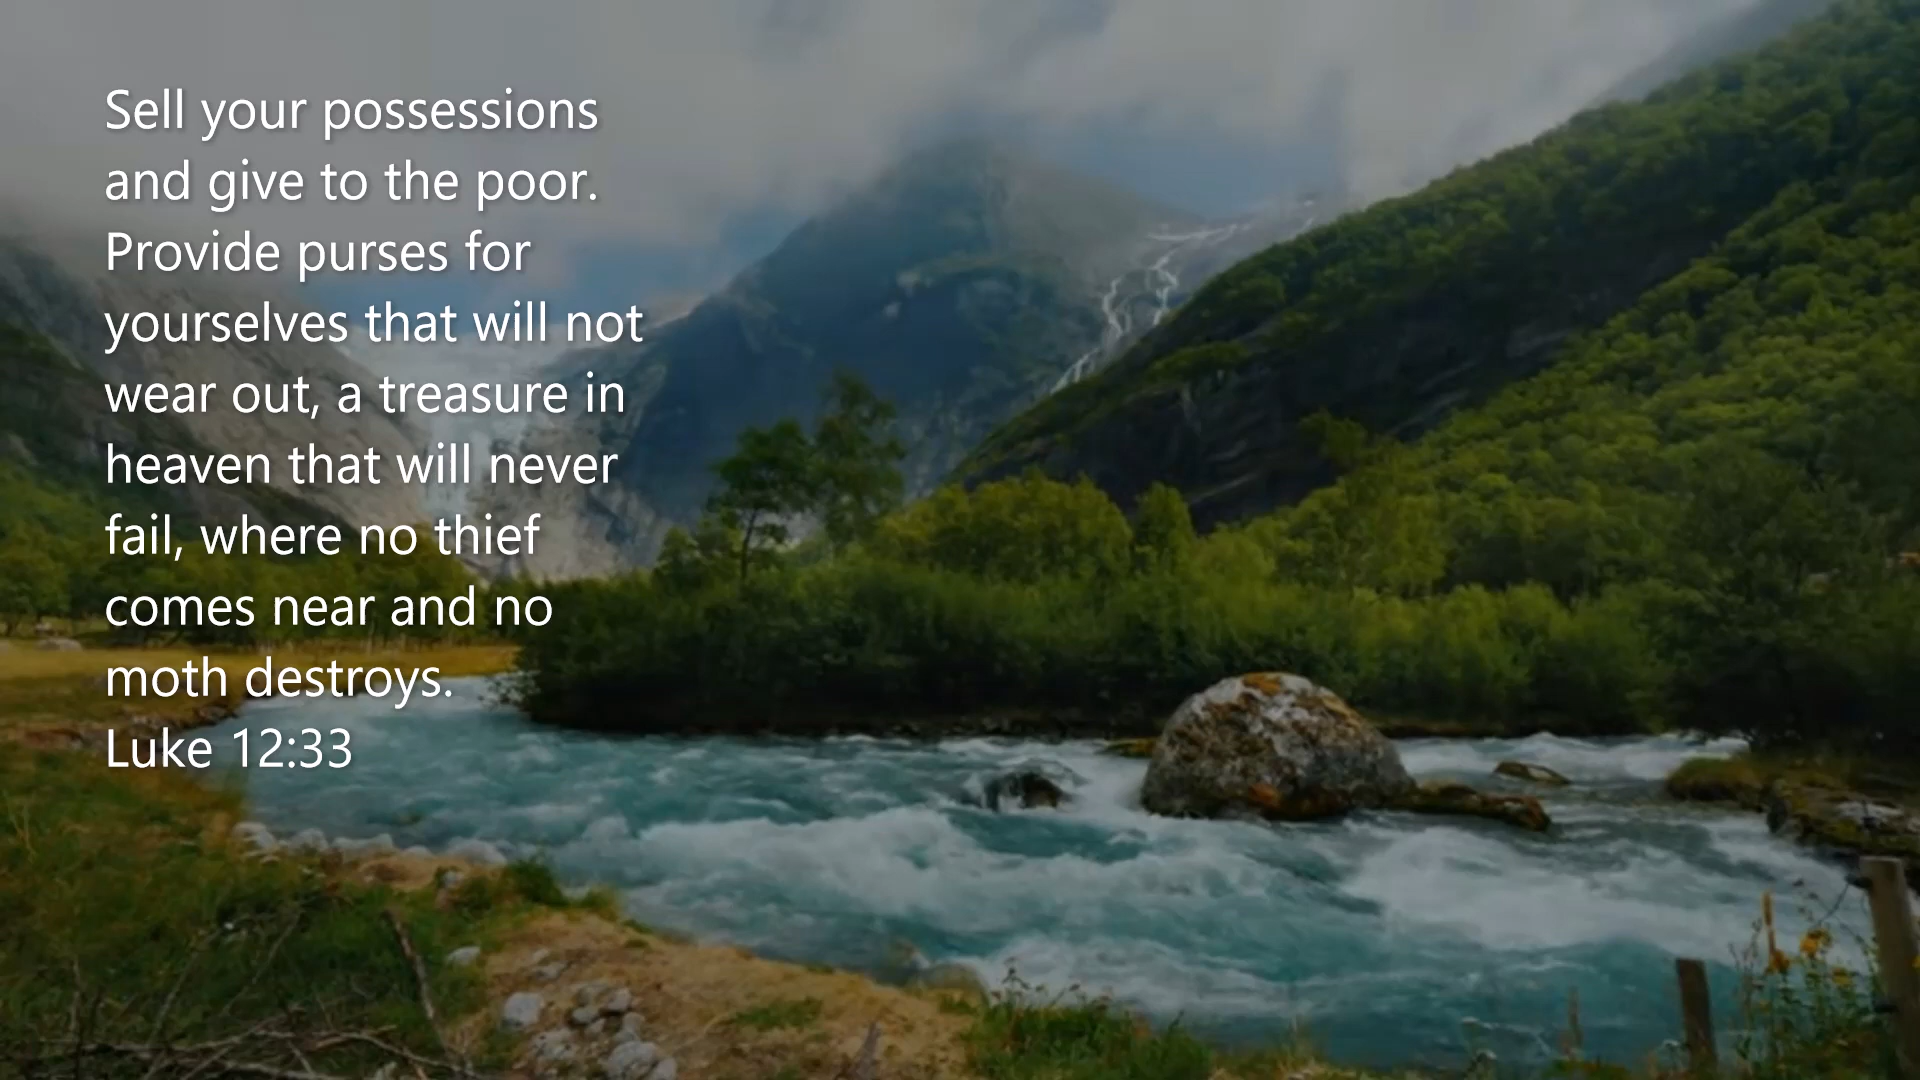 Sell your possessions
and give to the poor.
Provide purses for
yourselves that will not
wear out, a treasure in
heaven that will never
fail, where no thief
comes near and no
moth destroys.
Luke 12:33